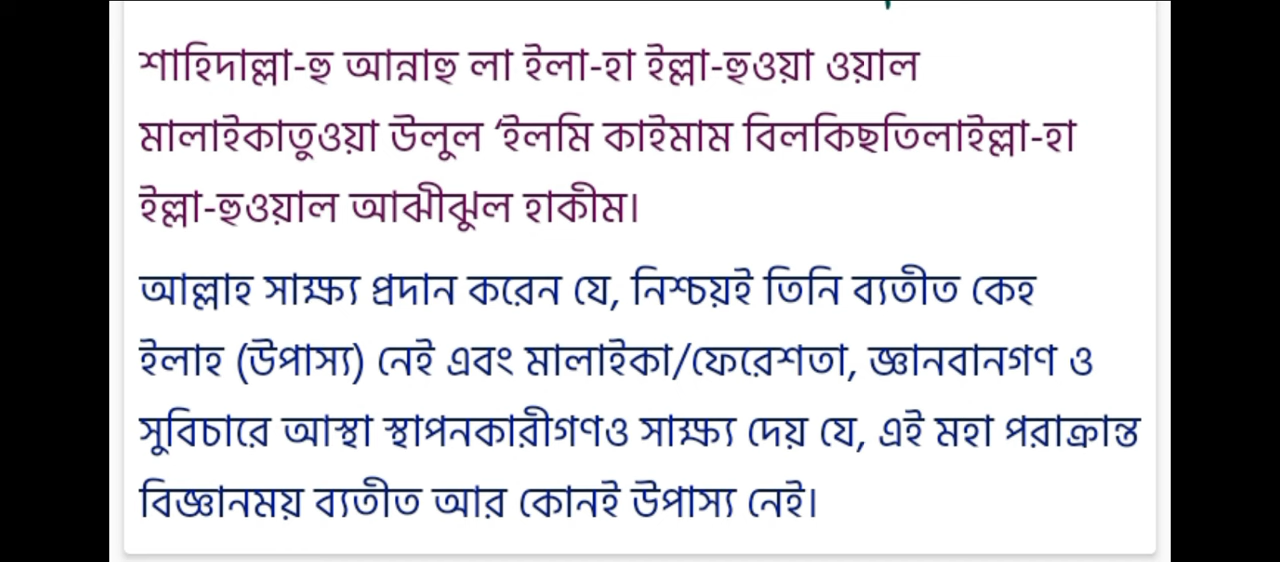 শাহিদাল্লা-হু আন্নাহু লা ইলা-হা ইল্লা-হুওয়া ওয়াল
মালাইকাতুওয়া উলুল ‘ইলমি কাইমাম বিলকিছতিলাইল্লা-হা
ইল্লা-হুওয়াল আঝীঝুল হাকীম।
আল্লাহ সাক্ষ্য প্রদান করেন যে, নিশ্চয়ই তিনি ব্যতীত কেহ
ইলাহ (উপাস্য) নেই এবং মালাইকা/ফেরেশতা, জ্ঞানবানগণ ও
সুবিচারে আস্থা স্থাপনকারীগণও সাক্ষ্য দেয় যে, এই মহা পরাক্রান্ত
বিজ্ঞানময় ব্যতীত আর কোনই উপাস্য নেই।